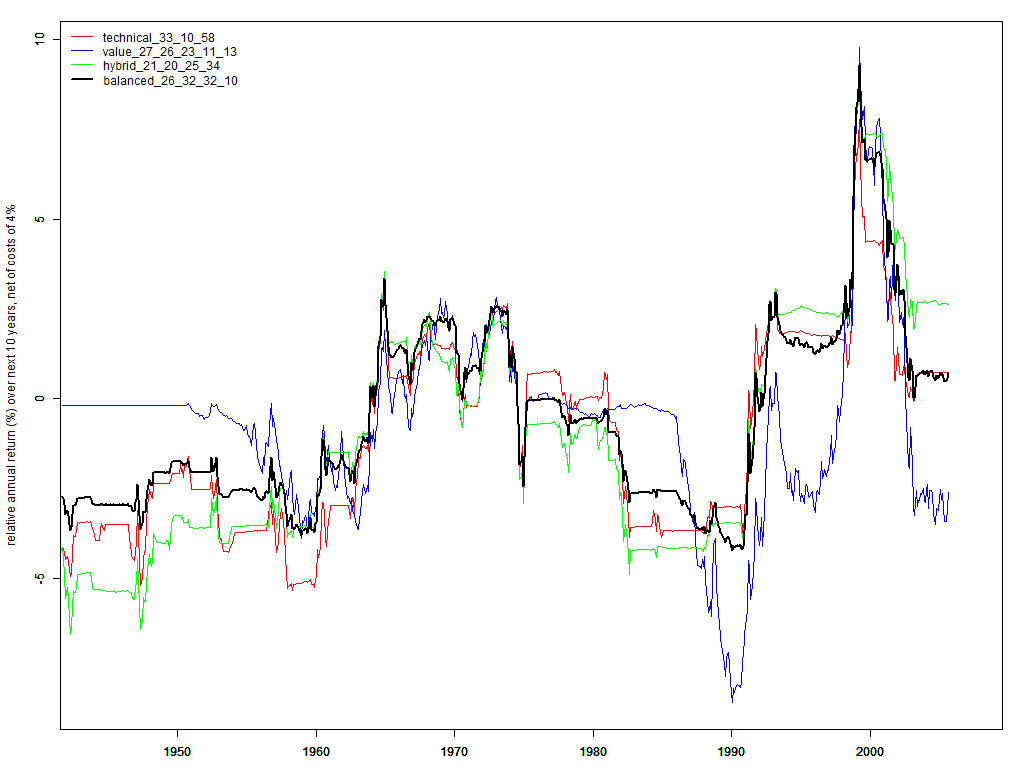 technical_33_10_58
value_27_26_23_11_13
hybrid_21_20_25_34
balanced_26_32_32_10
relative annual return (%) over next 10 years, net of costs of 4%
10
5
0
-5
1950 1960 1970 1980 1990 2000